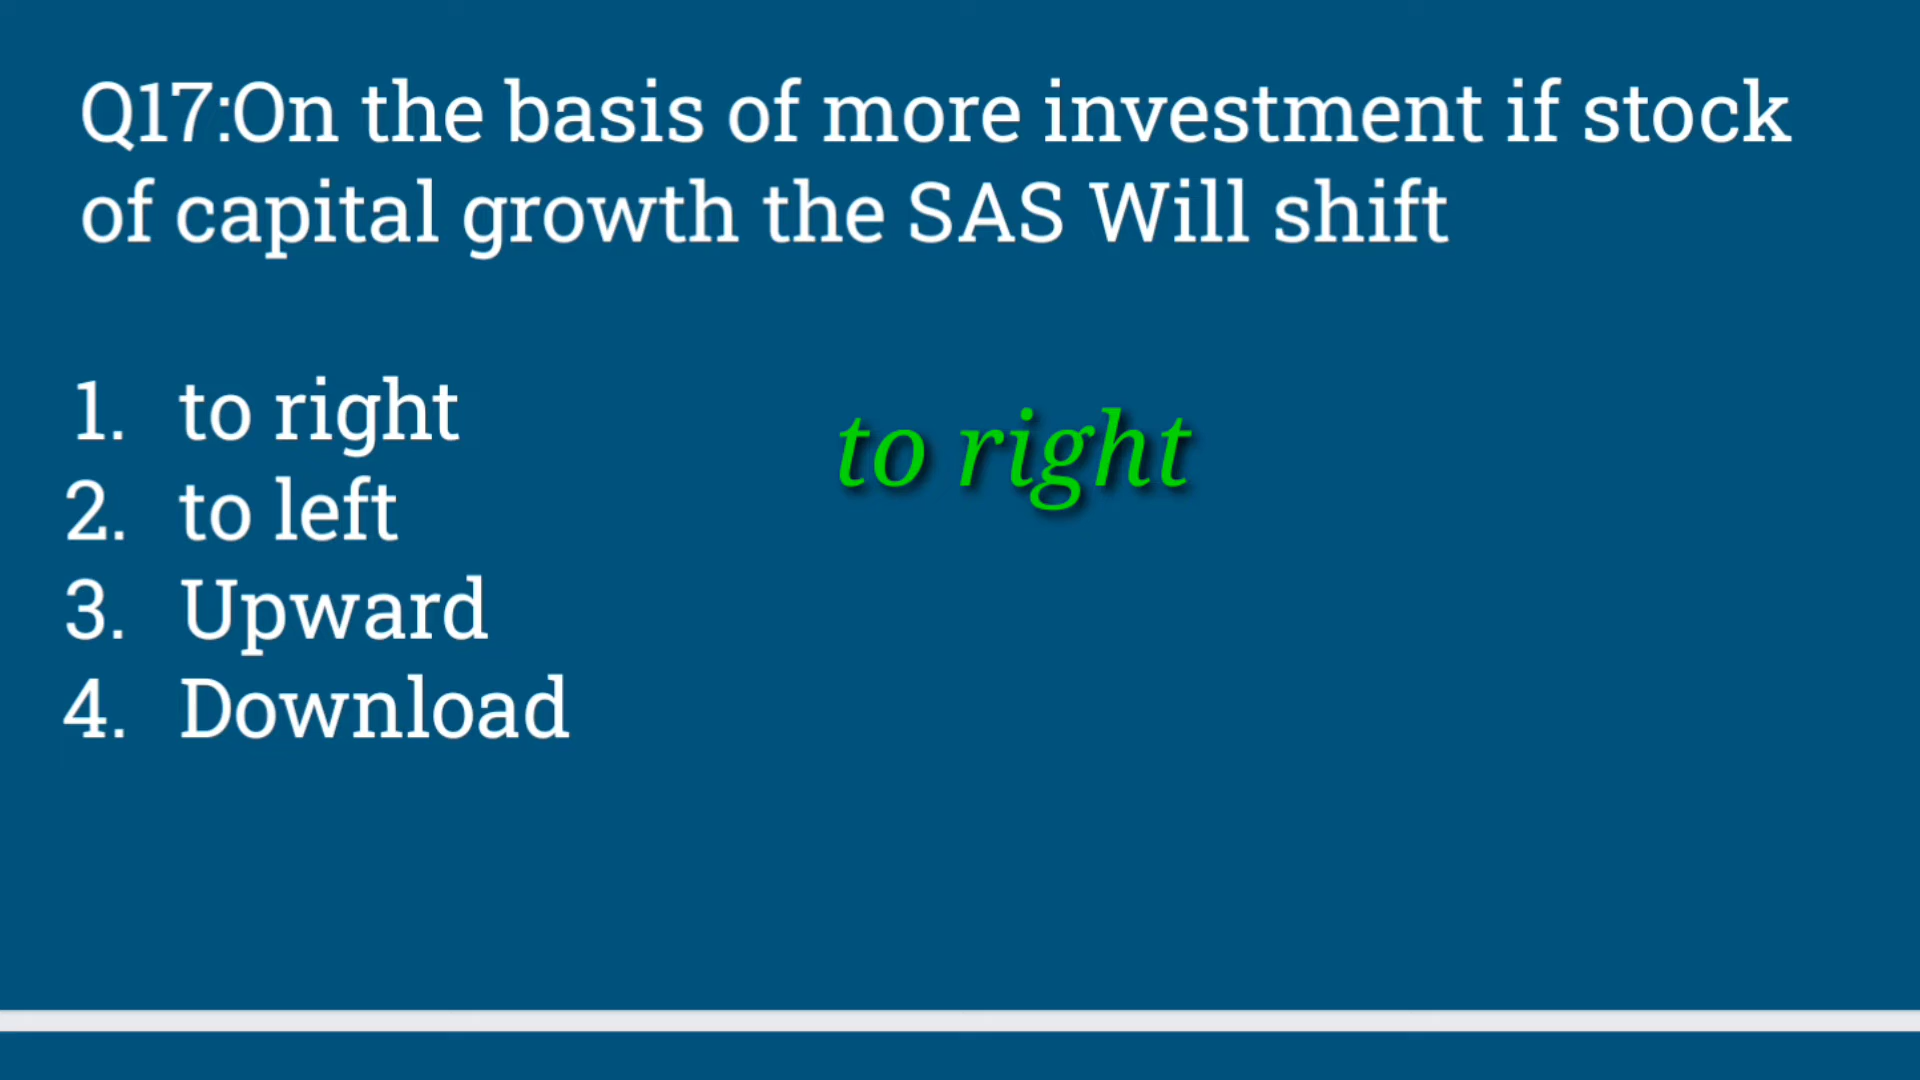 Q17:On the basis of more investment if stock
of capital growth the SAS Will shift
1. to right
to right
2. to left
3. Upward
4. Download